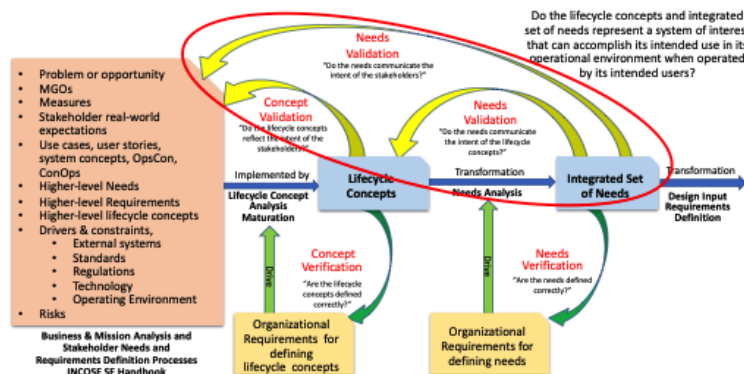 Do the lifecycle concepts and integrated
set of needs represent a system of interest
that can accomplish its intended use in its
operational environment when operated
by its intended users?
Needs
Validation
"Do the needs communicate the
intent of the stakeholders?"
• Problem or opportunity
• MGOs
• Measures
• Stakeholder real-world
expectations
• Use cases, user stories,
system concepts, OpsCon,
ConOps
• Higher-level Needs
• Higher-level Requirements
• Higher-level lifecycle concepts
• Drivers & constraints,
• External systems
• Standards
• Regulations
• Technology
• Operating Environment
• Risks
Business & Mission Analysis and
Stakeholder Needs and
Requirements Definition Processes
INCOSE SE Handbook
Concept
Validation
"Do the lifecycle concepts
reflect the intent of the
stakeholders?"
Needs
Validation
"Do the needs communicate
the intent of the lifecycle
concepts?"
Implemented by
Lifecycle Concept
Analysis
Maturation
Lifecycle
Concepts
Transformation
Needs Analysis
Integrated Set
of Needs
Transformation
Design Input
Requirements
Definition
Drive
Concept
Verification
"Are the lifecycle
concepts defined
correctly?"
Drive
Needs
Verification
"Are the needs defined
correctly?"
Organizational
Requirements for
defining
lifecycle concepts
Organizational
Requirements for
defining needs